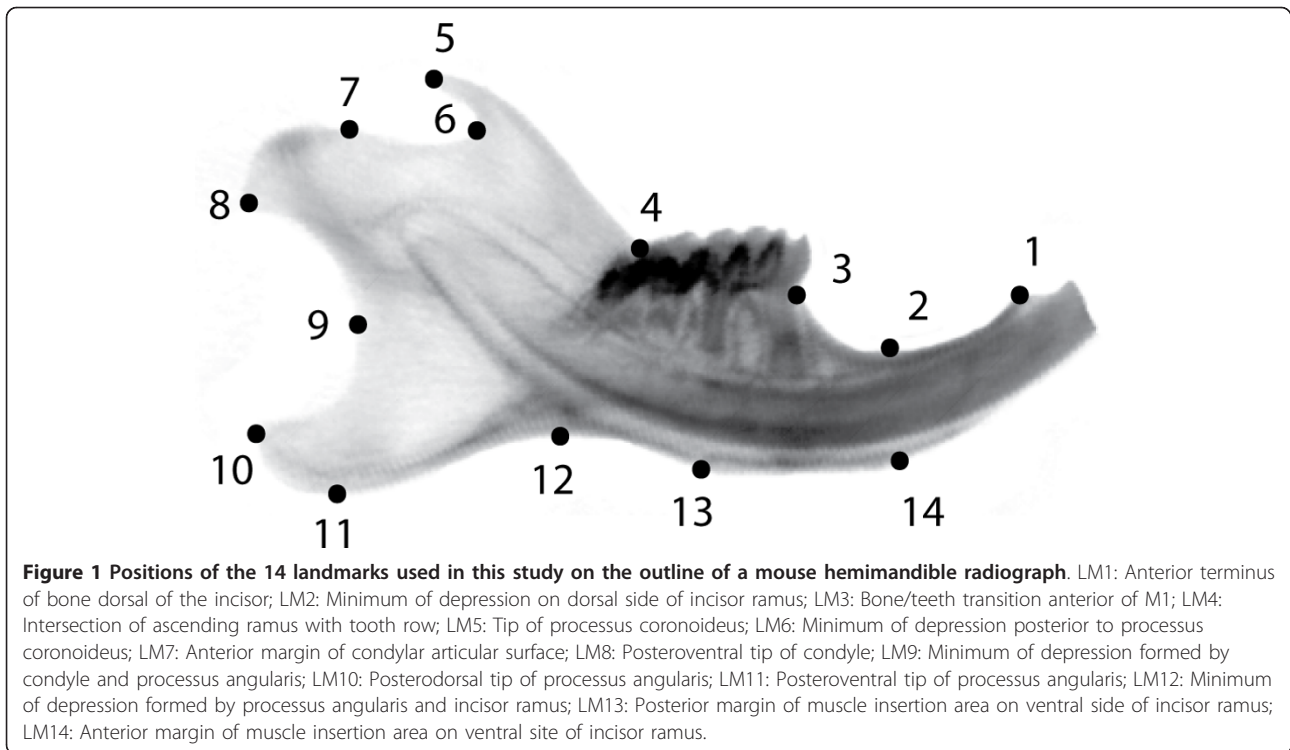 5
7
6
8
4
3
1
2
9
10
12
11
13
14
Figure 1 Positions of the 14 landmarks used in this study on the outline of a mouse hemimandible radiograph. LM1: Anterior terminus
of bone dorsal of the incisor; LM2: Minimum of depression on dorsal side of incisor ramus; LM3: Bone/teeth transition anterior of M1; LM4:
Intersection of ascending ramus with tooth row; LM5: Tip of processus coronoideus; LM6: Minimum of depression posterior to processus
coronoideus; LM7: Anterior margin of condylar articular surface; LM8: Posteroventral tip of condyle; LM9: Minimum of depression formed by
condyle and processus angularis; LM10: Posterodorsal tip of processus angularis; LM11: Posteroventral tip of processus angularis; LM12: Minimum
of depression formed by processus angularis and incisor ramus; LM13: Posterior margin of muscle insertion area on ventral side of incisor ramus;
LM14: Anterior margin of muscle insertion area on ventral site of incisor ramus.